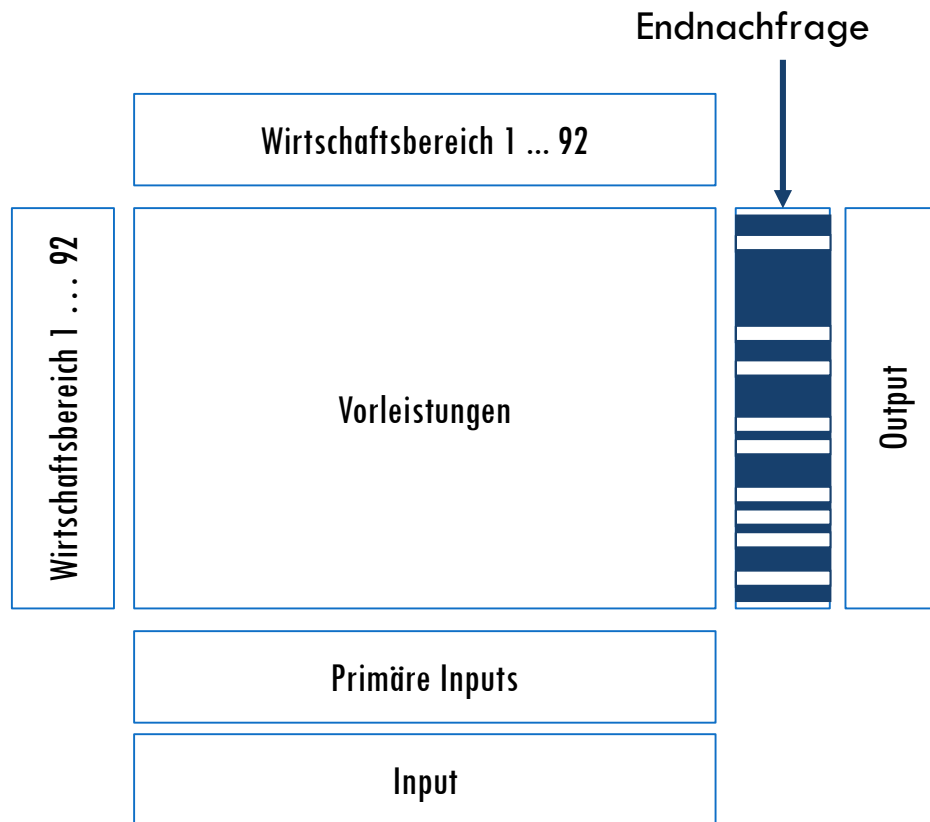 Endnachfrage
Wirtschaftsbereich 1 ... 92
Wirtschaftsbereich 1 ... 92
Vorleistungen
Output
Primäre Inputs
Input